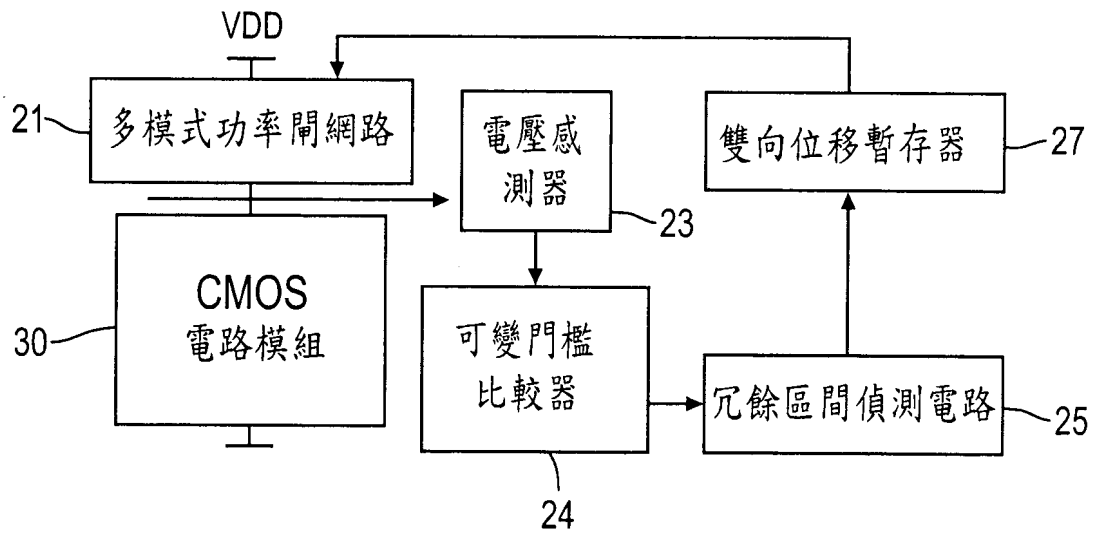 VDD
21
多模式功率閘網路
電壓感
測器
23
雙向位移暫存器
27
CMOS
電路模組
30
可變門檻
比較器
24
冗餘區間偵測電路
25